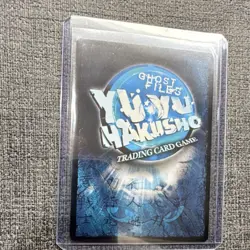 GHOST
FILES
YU YU
HAKUSHO
TRADING CARD GAME